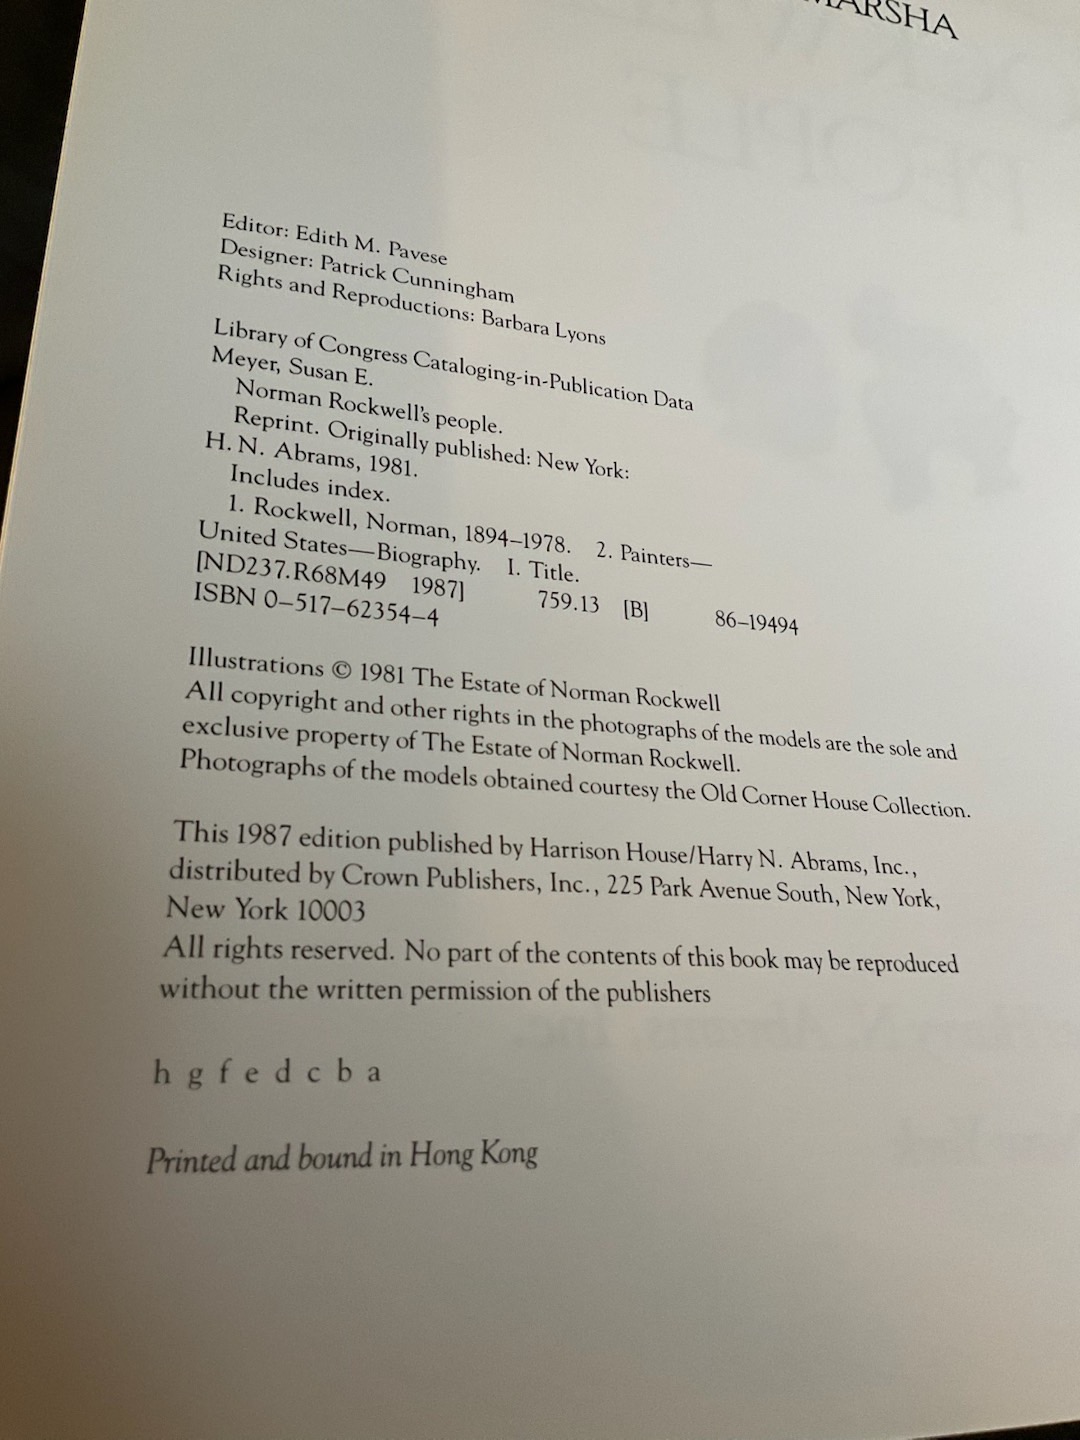 MARSHA
Editor: Edith M. Pavese
Designer: Patrick Cunningham
Rights and Reproductions: Barbara Lyons
Library of Congress Cataloging-in-Publication Data
Meyer, Susan E.
Norman Rockwell's people.
Reprint. Originally published: New York:
H. N. Abrams, 1981.
Includes index.
1. Rockwell, Norman, 1894–1978. 2. Painters—
United States—Biography. I. Title.
[ND237.R68M49 1987] 759.13 [B] 86–19494
ISBN 0–517–62354–4
Illustrations © 1981 The Estate of Norman Rockwell
All copyright and other rights in the photographs of the models are the sole and
exclusive property of The Estate of Norman Rockwell.
Photographs of the models obtained courtesy the Old Corner House Collection.
This 1987 edition published by Harrison House/Harry N. Abrams, Inc.,
distributed by Crown Publishers, Inc., 225 Park Avenue South, New York,
New York 10003
All rights reserved. No part of the contents of this book may be reproduced
without the written permission of the publishers
h g f e d c b a
Printed and bound in Hong Kong